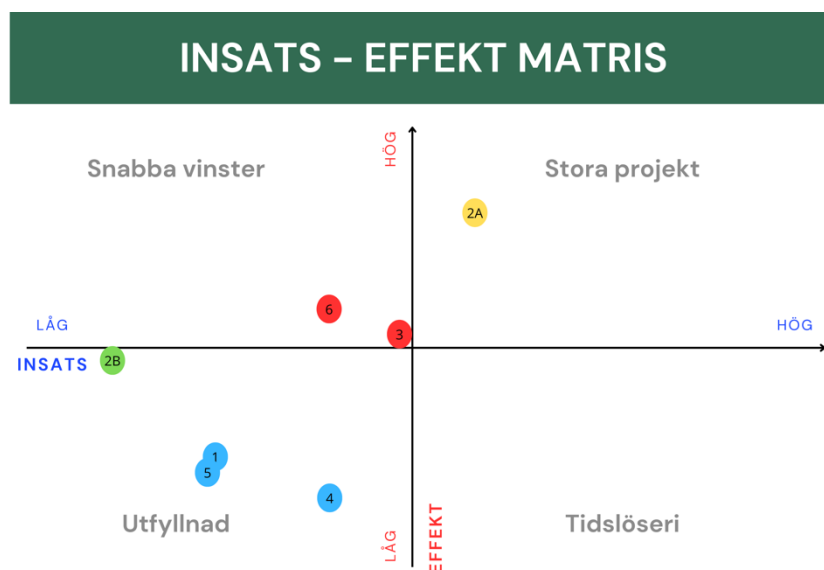 INSATS – EFFEKT MATRIS
HÖG
Snabba vinster
Stora projekt
2A
6
3
LÅG
HÖG
INSATS
2B
1
5
4
Utfyllnad
LÅG
EFFEKT
Tidslöseri